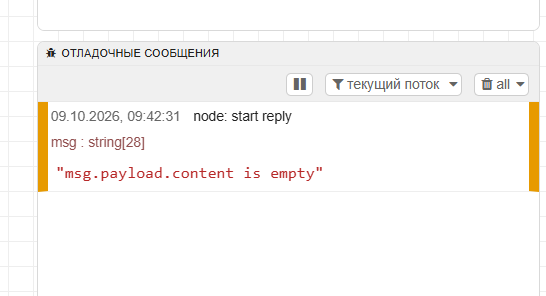 ОТЛАДОЧНЫЕ СООБЩЕНИЯ
текущий поток all
09.10.2026, 09:42:31 node: start reply
msg : string[28]
"msg.payload.content is empty"